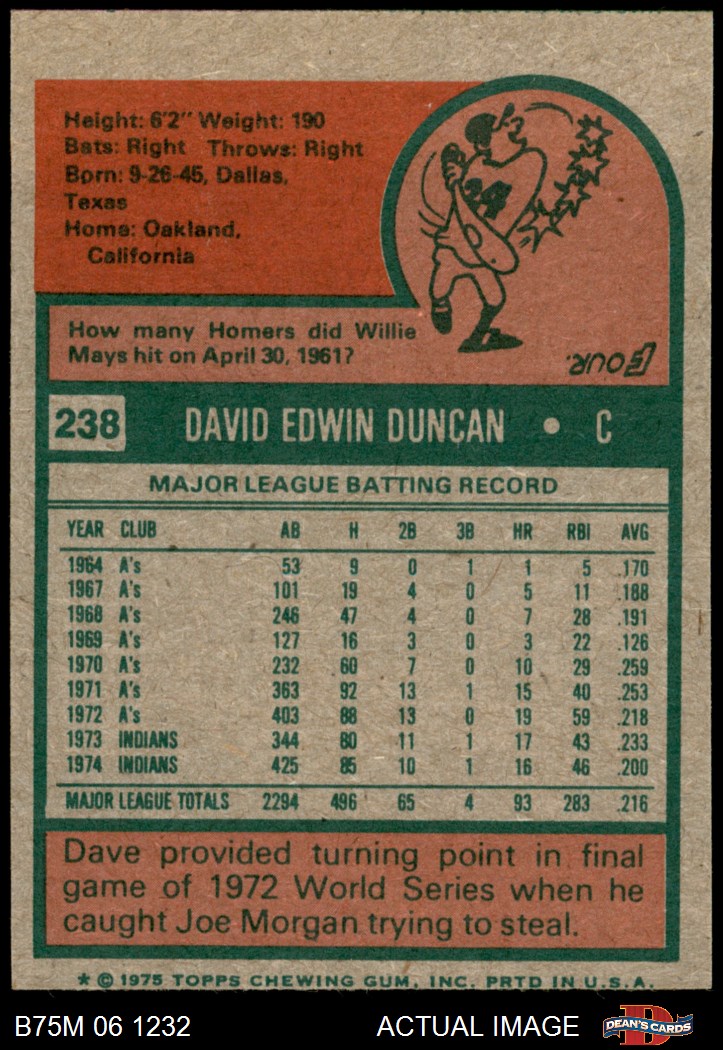 Height: 6'2" Weight: 190
Bats: Right Throws: Right
Born: 9-26-45, Dallas,
Texas
Home: Oakland,
California
24
How many Homers did Willie
Mays hit on April 30, 1961?
FOUR.
238 DAVID EDWIN DUNCAN • C
MAJOR LEAGUE BATTING RECORD
YEAR CLUB AB H 2B 3B HR RBI AVG
1964 A's 53 9 0 1 1 5 .170
1967 A's 101 19 4 0 5 11 .188
1968 A's 246 47 4 0 7 28 .191
1969 A's 127 16 3 0 3 22 .126
1970 A's 232 60 7 0 10 29 .259
1971 A's 363 92 13 1 15 40 .253
1972 A's 403 88 13 0 19 59 .218
1973 INDIANS 344 80 11 1 17 43 .233
1974 INDIANS 425 85 10 1 16 46 .200
MAJOR LEAGUE TOTALS 2294 496 65 4 93 283 .216
Dave provided turning point in final
game of 1972 World Series when he
caught Joe Morgan trying to steal.
* © 1975 TOPPS CHEWING GUM, INC. PRTD IN U.S.A.
B75M 06 1232 ACTUAL IMAGE D DEAN'S CARDS